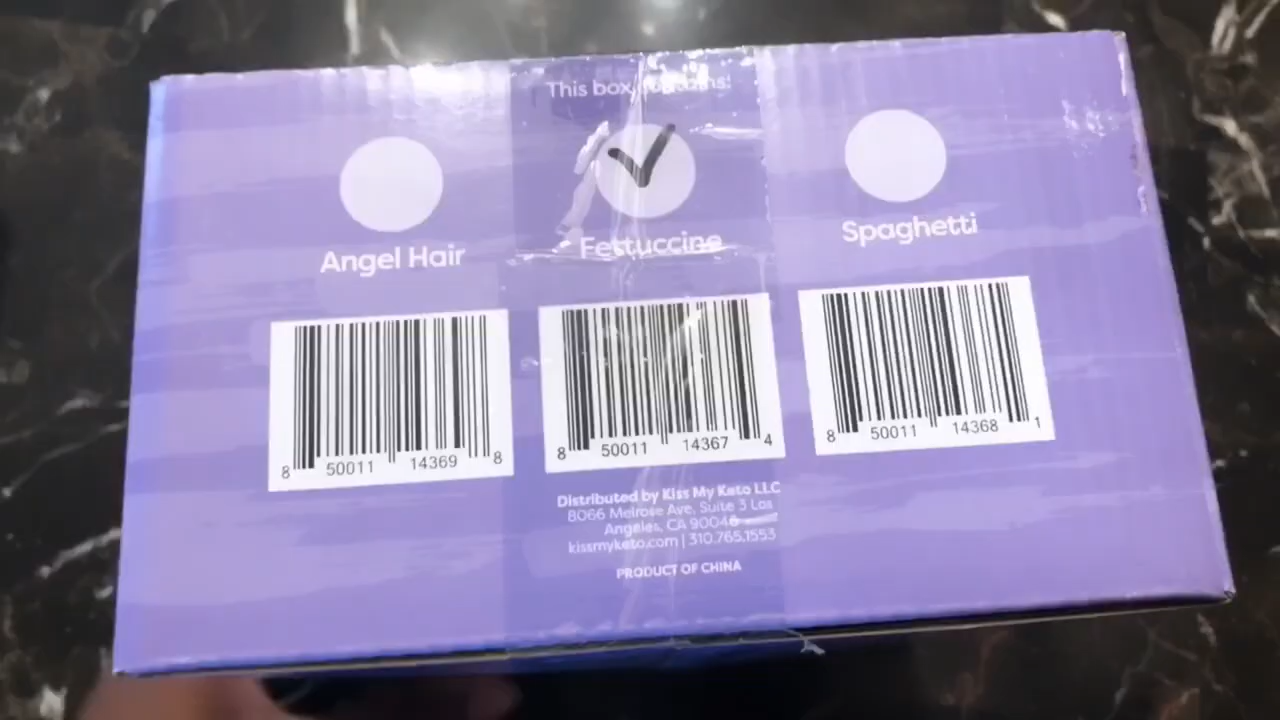 This box contains:
Angel Hair
Fettuccine
Spaghetti
8 50011 14369 8
8 50011 14367 4
8 50011 14368 1
Distributed by Kiss My Keto LLC
8066 Melrose Ave, Suite 3 Los
Angeles, CA 90046
kissmyketo.com | 310.765.1553
PRODUCT OF CHINA